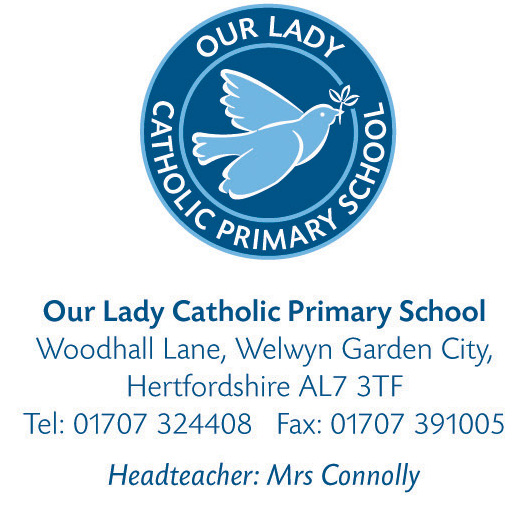 OUR LADY
CATHOLIC PRIMARY SCHOOL
Our Lady Catholic Primary School
Woodhall Lane, Welwyn Garden City,
Hertfordshire AL7 3TF
Tel: 01707 324408   Fax: 01707 391005
Headteacher: Mrs Connolly